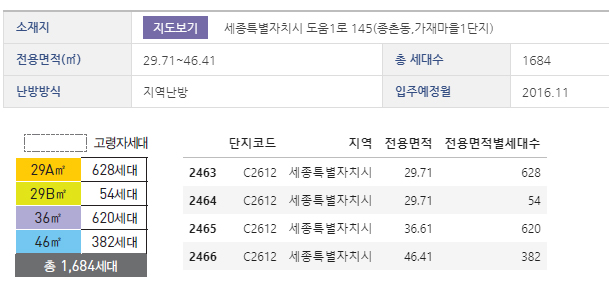 소재지 지도보기 세종특별자치시 도움1로 145(종촌동,가재마을1단지)
전용면적(㎡) 29.71~46.41 총 세대수 1684
난방방식 지역난방 입주예정월 2016.11
고령자세대
29A㎡ 628세대
29B㎡ 54세대
36㎡ 620세대
46㎡ 382세대
총 1,684세대
단지코드 지역 전용면적 전용면적별세대수
2463 C2612 세종특별자치시 29.71 628
2464 C2612 세종특별자치시 29.71 54
2465 C2612 세종특별자치시 36.61 620
2466 C2612 세종특별자치시 46.41 382